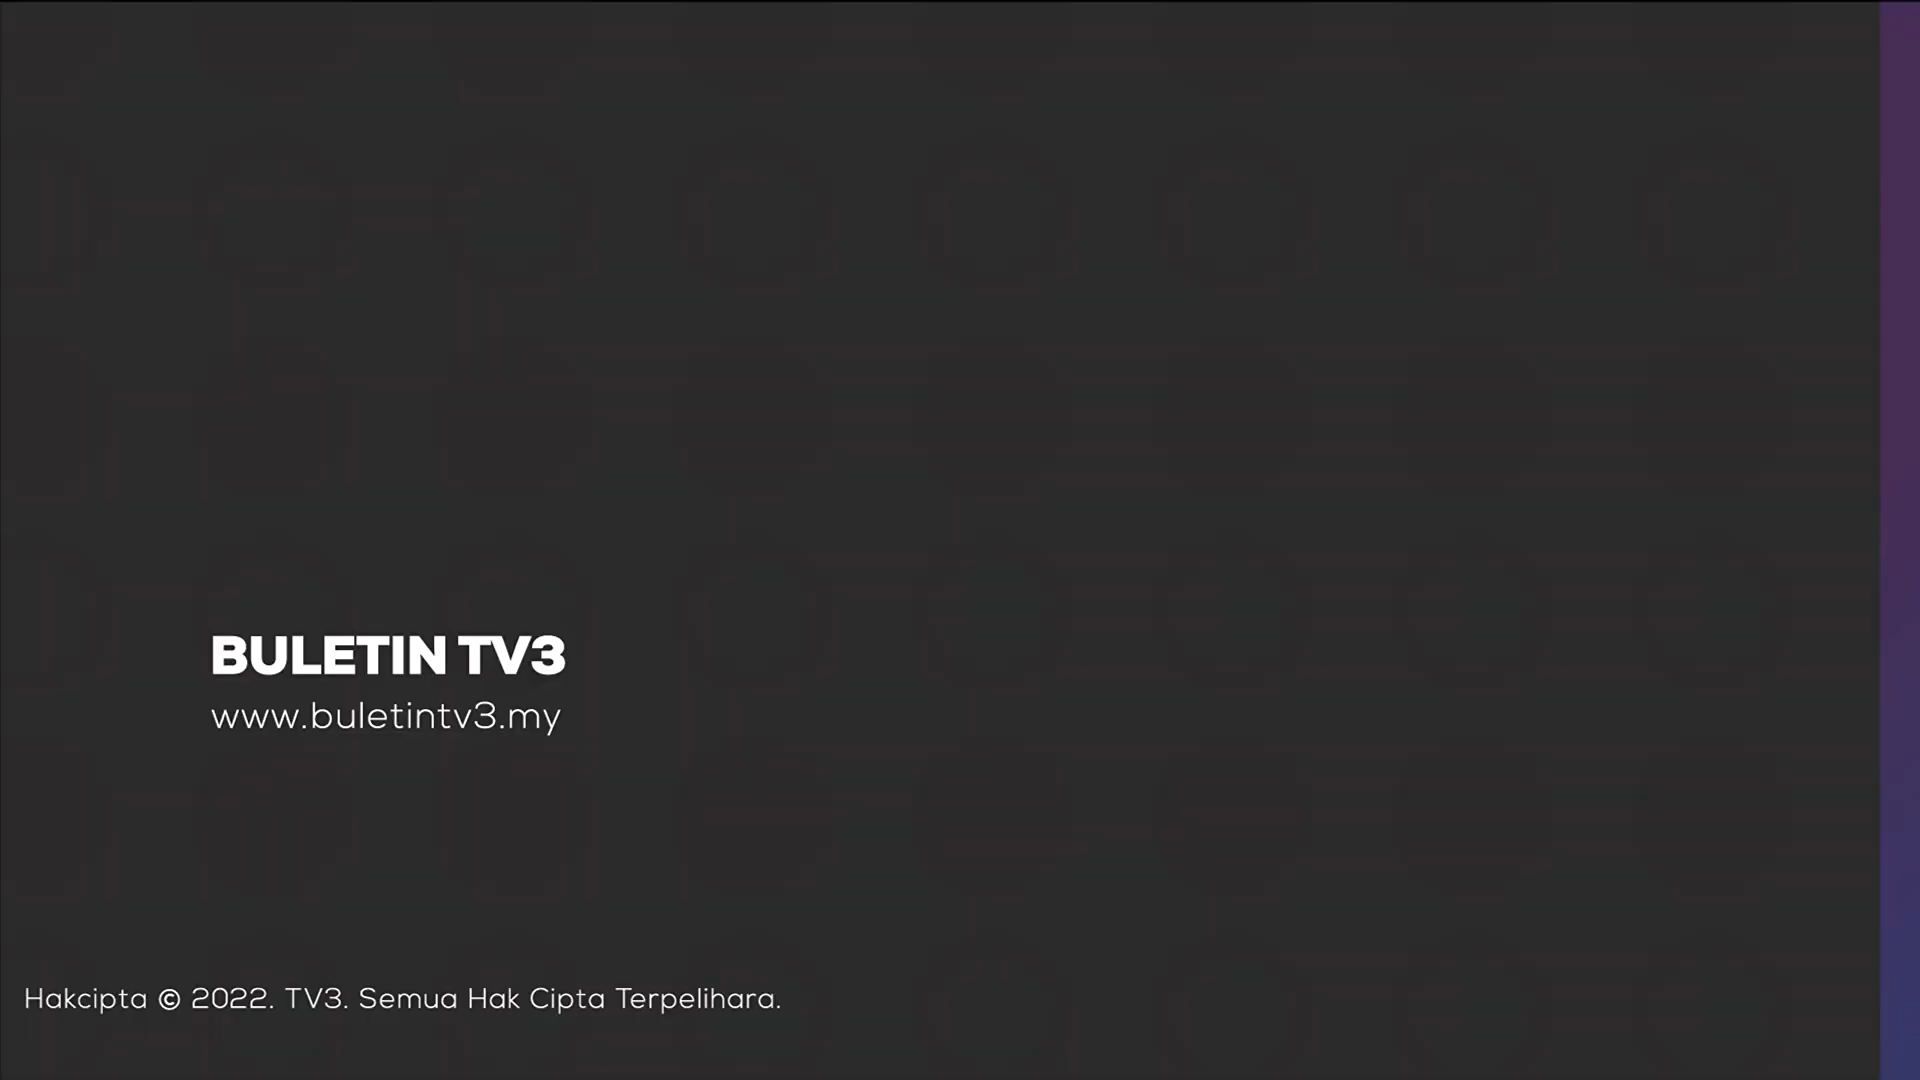 BULETIN TV3
www.buletintv3.my
Hakcipta © 2022. TV3. Semua Hak Cipta Terpelihara.